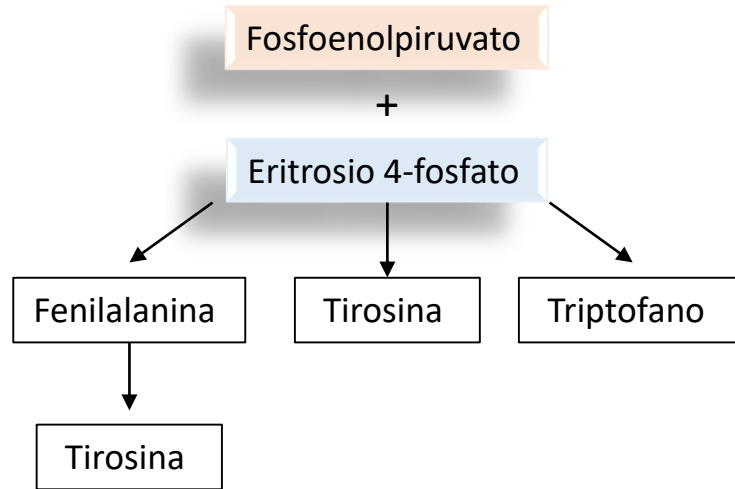 Fosfoenolpiruvato
+
Eritrosio 4-fosfato
Fenilalanina
Tirosina
Triptofano
Tirosina